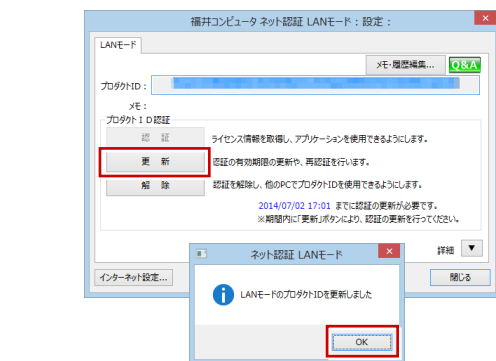 福井コンピュータ ネット認証 LANモード：設定：
LANモード
メモ・履歴編集... Q&A
プロダクトID：
メモ：
プロダクトＩＤ認証
認 証 ライセンス情報を取得し、アプリケーションを使用できるようにします。
更 新 認証の有効期限の更新や、再認証を行います。
解 除 認証を解除し、他のPCでプロダクトIDを使用できるようにします。
2014/07/02 17:01 までに認証の更新が必要です。
※期間内に「更新」ボタンにより、認証の更新を行ってください。
詳細 ▼
ネット認証 LANモード
インターネット設定... 閉じる
LANモードのプロダクトIDを更新しました
OK